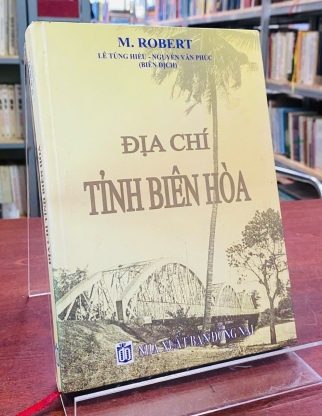 M. ROBERT
LÊ TÙNG HIẾU - NGUYỄN VĂN PHÚC
(BIÊN DỊCH)
ĐỊA CHÍ
TỈNH BIÊN HÒA
NHÀ XUẤT BẢN ĐỒNG NAI